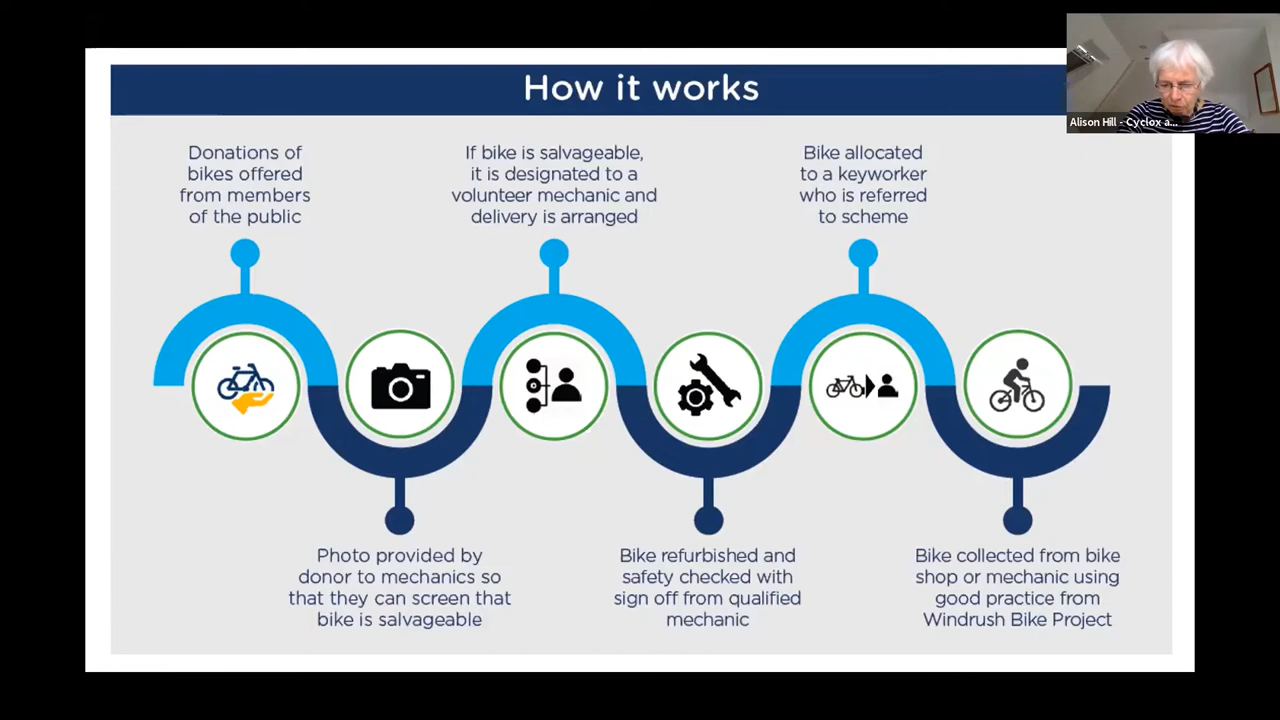 How it works
Alison Hill - Cyclox a...
Donations of
bikes offered
from members
of the public
If bike is salvageable,
it is designated to a
volunteer mechanic and
delivery is arranged
Bike allocated
to a keyworker
who is referred
to scheme
Photo provided by
donor to mechanics so
that they can screen that
bike is salvageable
Bike refurbished and
safety checked with
sign off from qualified
mechanic
Bike collected from bike
shop or mechanic using
good practice from
Windrush Bike Project